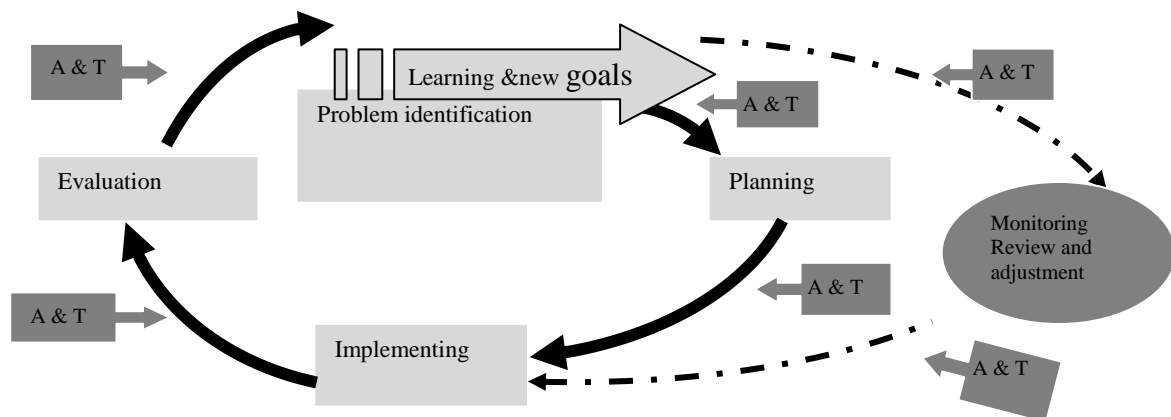 A & T
Learning &new goals
A & T
A & T
Problem identification
Evaluation
Planning
Monitoring
Review and
adjustment
A & T
A & T
Implementing
A & T